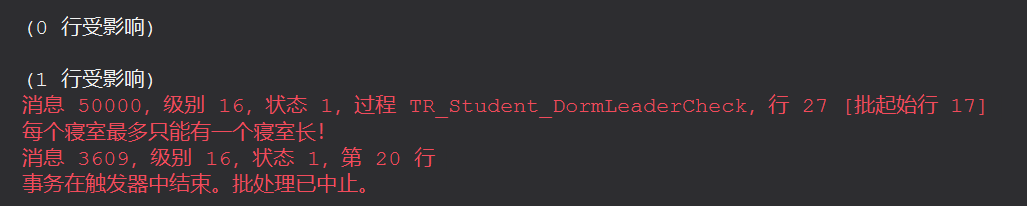 (0 行受影响)
(1 行受影响)
消息 50000, 级别 16, 状态 1, 过程 TR_Student_DormLeaderCheck, 行 27 [批起始行 17]
每个寝室最多只能有一个寝室长!
消息 3609, 级别 16, 状态 1, 第 20 行
事务在触发器中结束。批处理已中止。